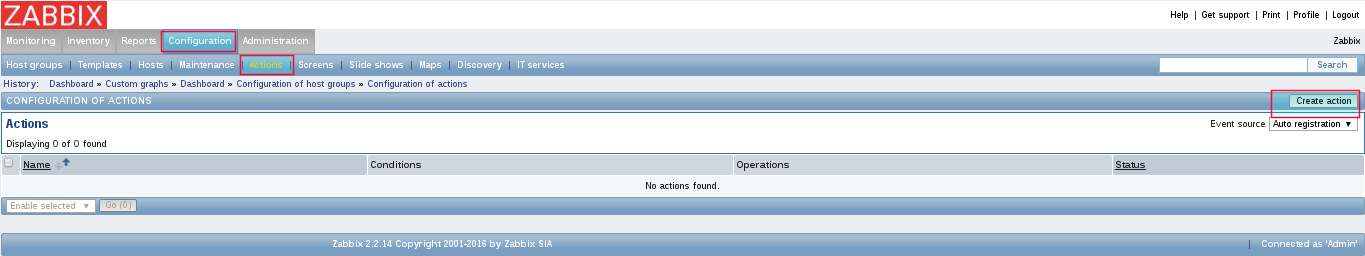 ZABBIX
Help | Get support | Print | Profile | Logout
Monitoring Inventory Reports Configuration Administration
Zabbix
Host groups | Templates | Hosts | Maintenance | Actions | Screens | Slide shows | Maps | Discovery | IT services
Search
History: Dashboard » Custom graphs » Dashboard » Configuration of host groups » Configuration of actions
CONFIGURATION OF ACTIONS
Create action
Actions
Event source Auto registration ▼
Displaying 0 of 0 found
Name Conditions Operations Status
No actions found.
Enable selected ▼ Go (0)
Zabbix 2.2.14 Copyright 2001-2016 by Zabbix SIA
| Connected as 'Admin'